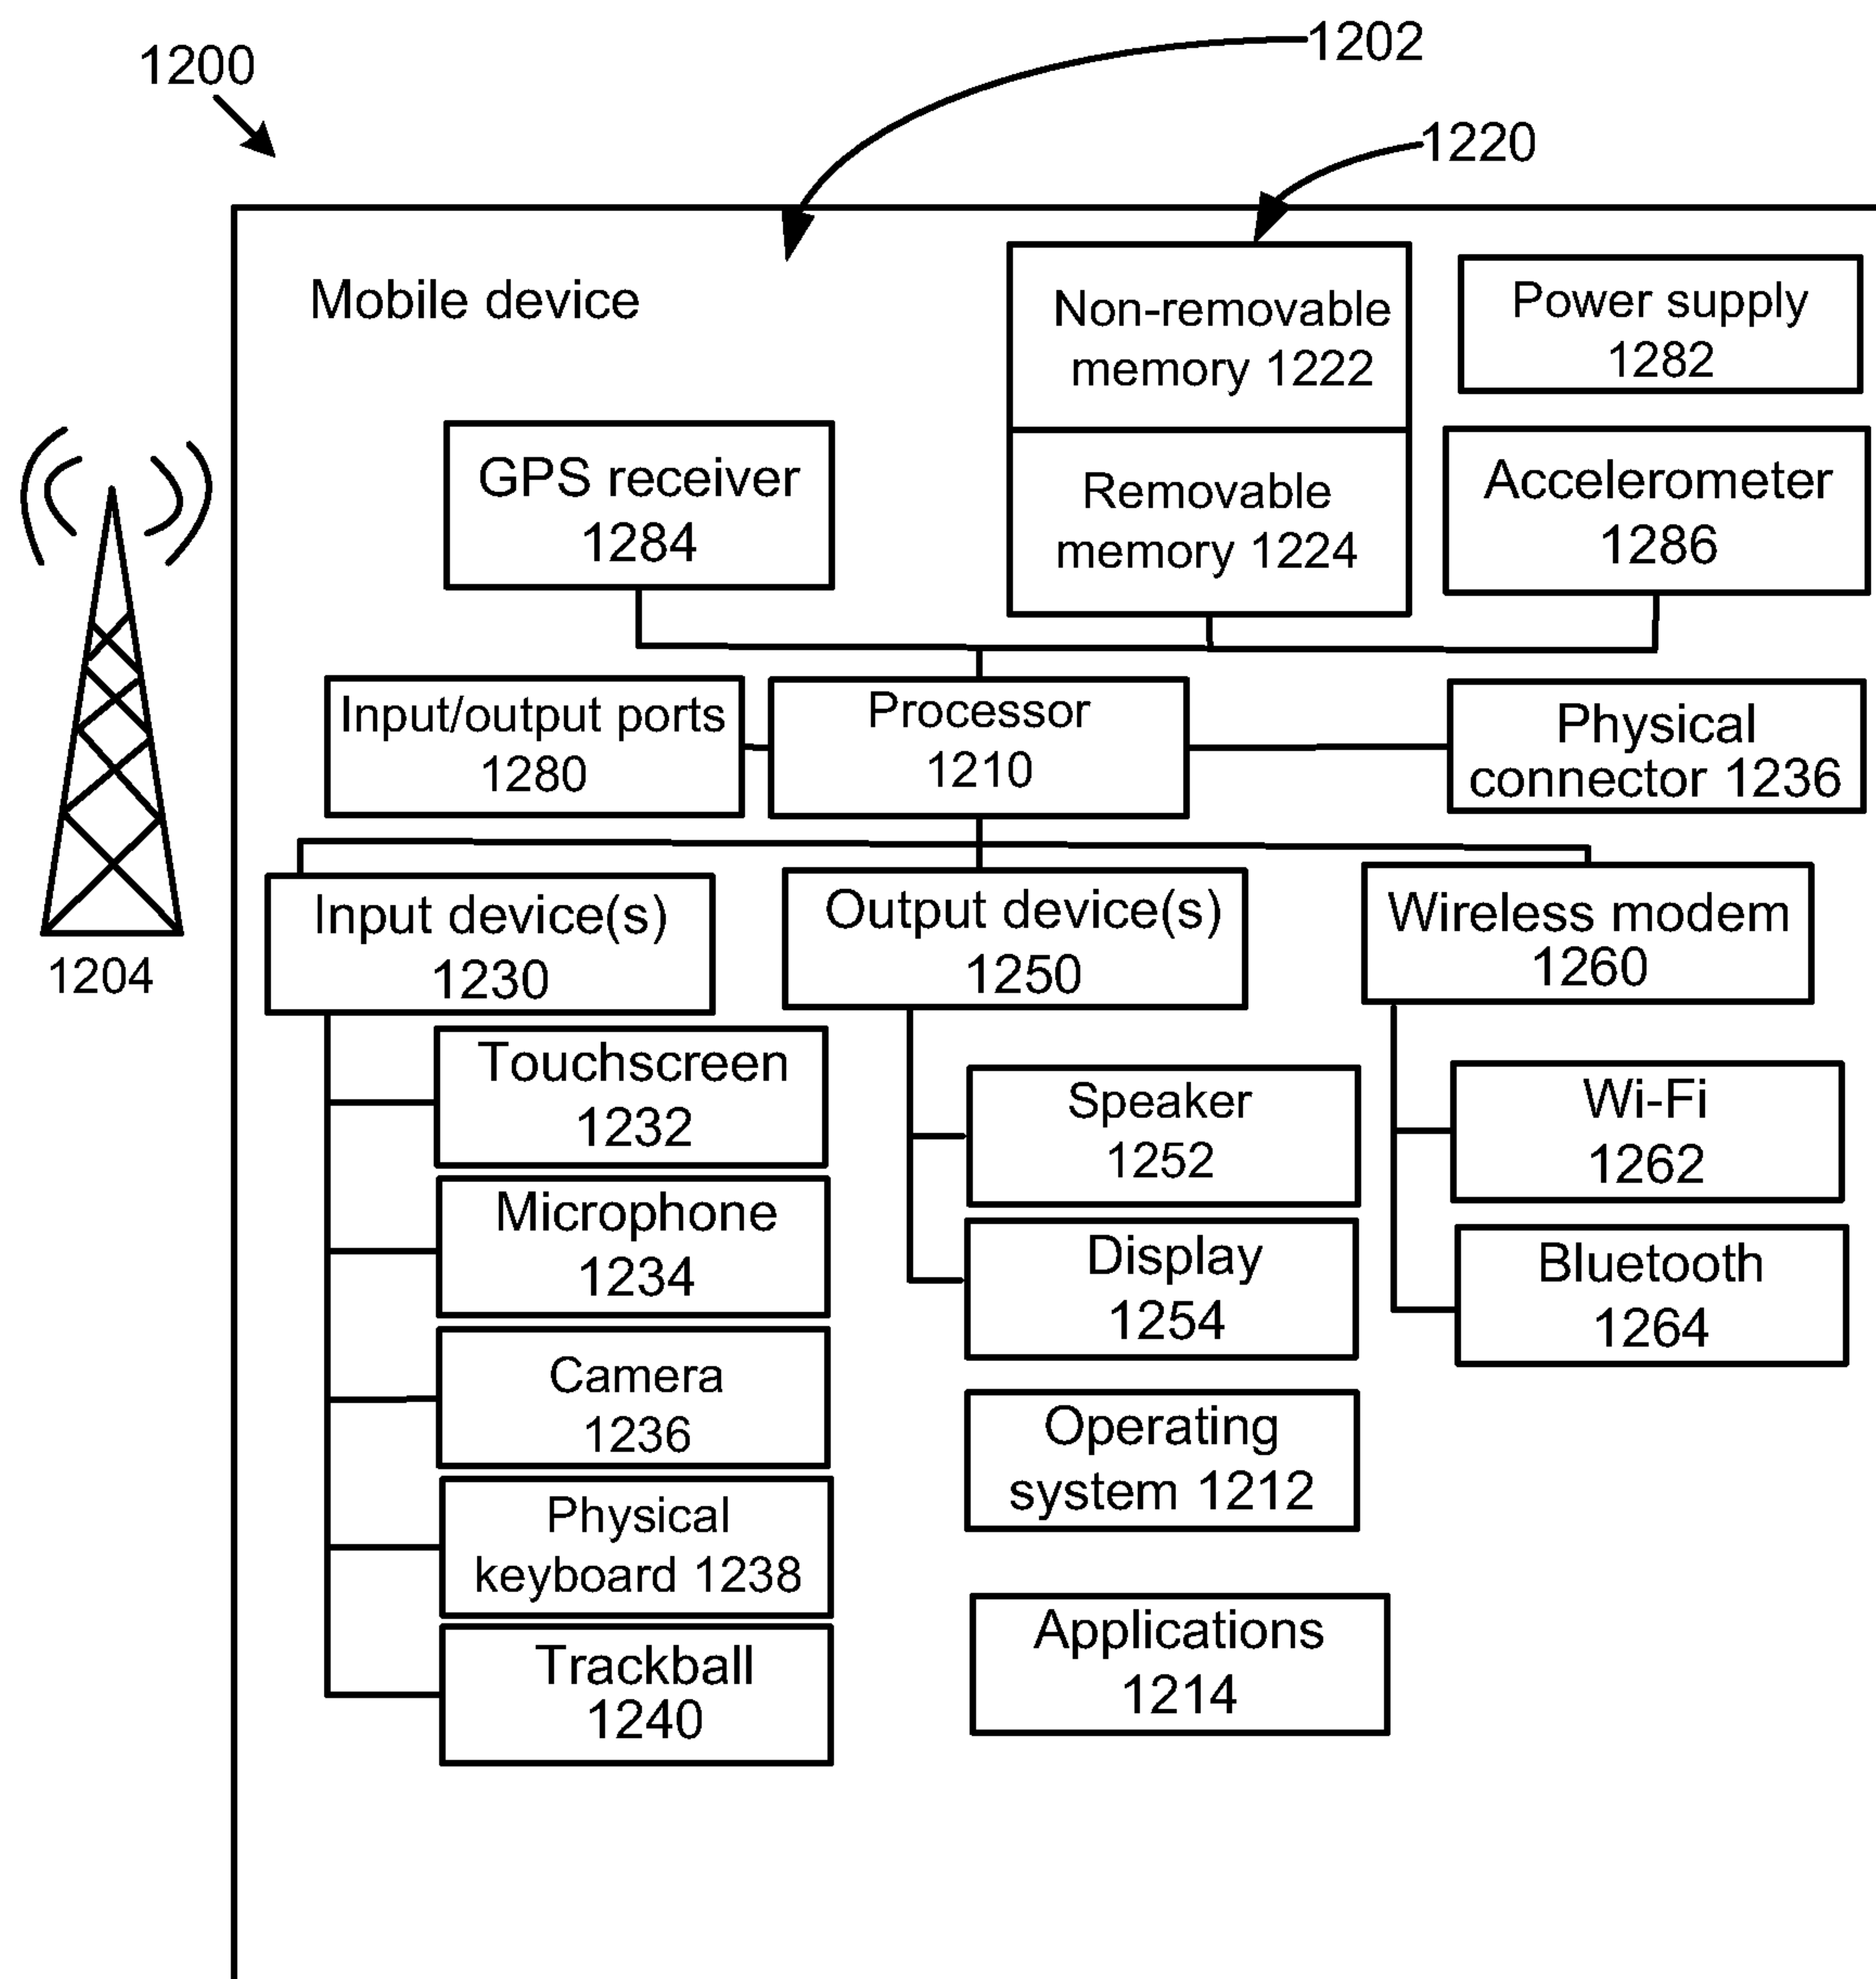 1200
1202
1220
Mobile device
Non-removable
memory 1222
Power supply
1282
GPS receiver
1284
Removable
memory 1224
Accelerometer
1286
Input/output ports
1280
Processor
1210
Physical
connector 1236
1204
Input device(s)
1230
Output device(s)
1250
Wireless modem
1260
Touchscreen
1232
Speaker
1252
Wi-Fi
1262
Microphone
1234
Display
1254
Bluetooth
1264
Camera
1236
Operating
system 1212
Physical
keyboard 1238
Applications
1214
Trackball
1240